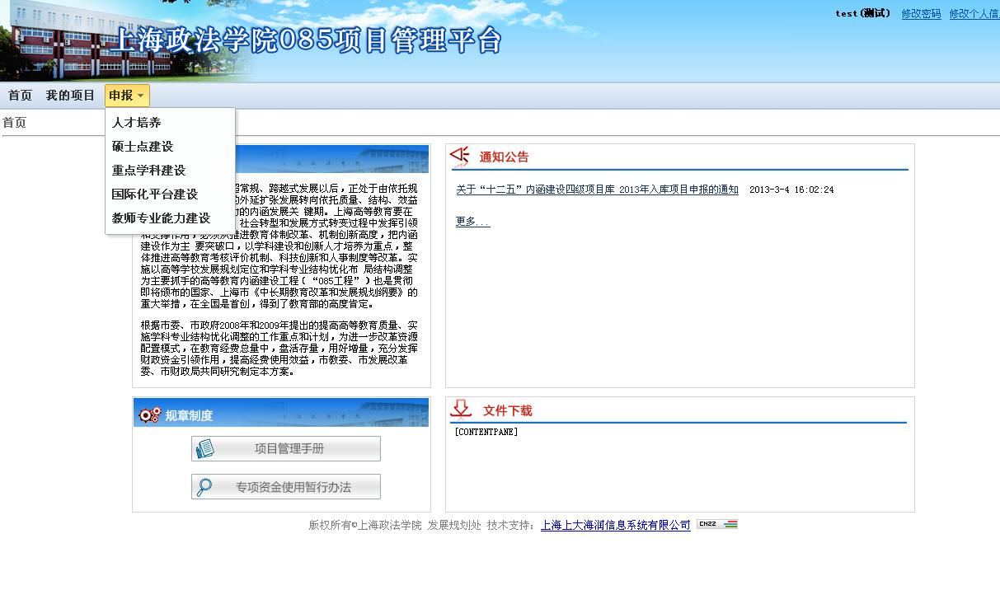 test(测试) 修改密码 修改个人信
上海政法学院085项目管理平台
首页 我的项目 申报
首页
人才培养
硕士点建设
重点学科建设
国际化平台建设
教师专业能力建设
常规、跨越式发展以后，正处于由依托规
外延扩张发展转向依托质量、结构、效益
的内涵发展关 键期。上海高等教育要在
社会转型和发展方式转变过程中发挥引领
和支撑作用，必须从推进教育体制改革、机制创新高度，把内涵
建设作为主 要突破口，以学科建设和创新人才培养为重点，整
体推进高等教育考核评价机制、科技创新和人事制度等改革。实
施以高等学校发展规划定位和学科专业结构优化布 局结构调整
为主要抓手的高等教育内涵建设工程（“085工程”）也是贯彻
即将颁布的国家、上海市《中长期教育改革和发展规划纲要》的
重大举措，在全国是首创，得到了教育部的高度肯定。
根据市委、市政府2008年和2009年提出的提高高等教育质量、实
施学科专业结构优化调整的工作重点和计划，为进一步改革资源
配置模式，在教育经费总量中，盘活存量，用好增量，充分发挥
财政资金引领作用，提高经费使用效益，市教委、市发展改革
委、市财政局共同研究制定本方案。
通知公告
关于“十二五”内涵建设四级项目库 2013年入库项目申报的通知 2013-3-4 16:02:24
更多...
规章制度
项目管理手册
专项资金使用暂行办法
文件下载
[CONTENTPANE]
版权所有©上海政法学院 发展规划处 技术支持：上海上大海润信息系统有限公司 CNZZ